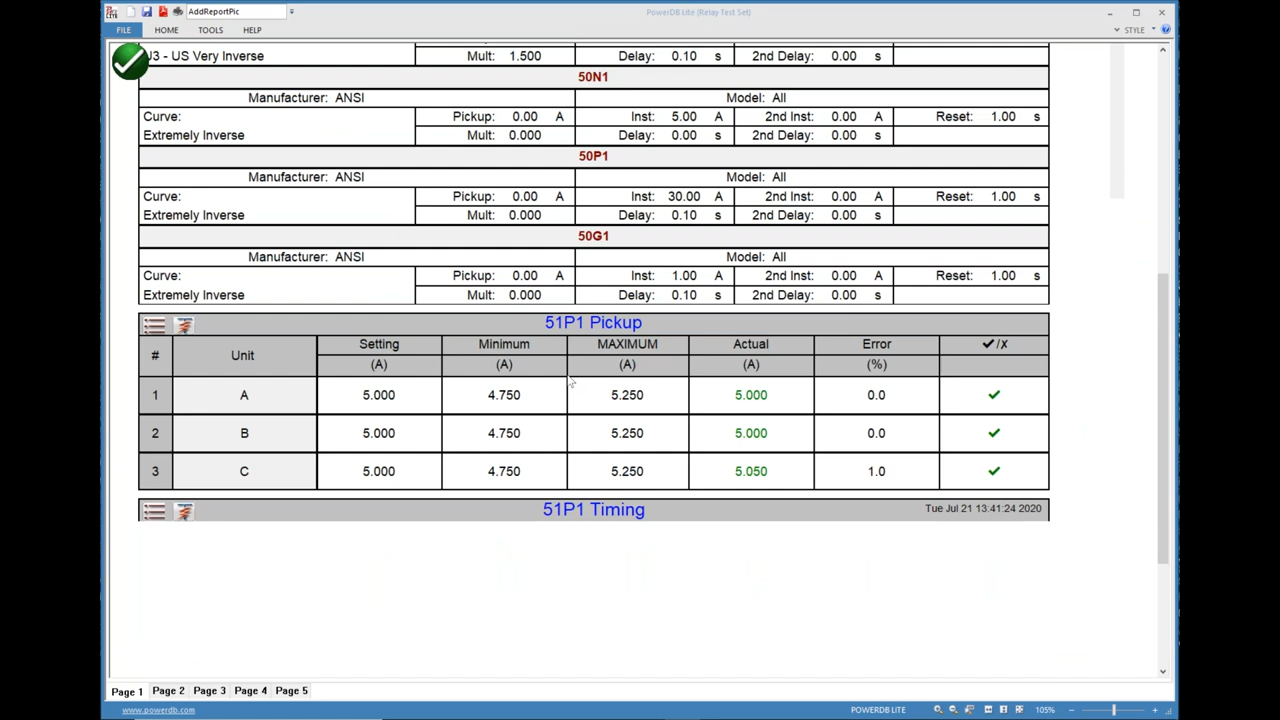 AddReportPic
PowerDB Lite (Relay Test Set)
FILE HOME TOOLS HELP STYLE
U3 - US Very Inverse Mult: 1.500 Delay: 0.10 s 2nd Delay: 0.00 s
50N1
Manufacturer: ANSI Model: All
Curve: Pickup: 0.00 A Inst: 5.00 A 2nd Inst: 0.00 A Reset: 1.00 s
Extremely Inverse Mult: 0.000 Delay: 0.00 s 2nd Delay: 0.00 s
50P1
Manufacturer: ANSI Model: All
Curve: Pickup: 0.00 A Inst: 30.00 A 2nd Inst: 0.00 A Reset: 1.00 s
Extremely Inverse Mult: 0.000 Delay: 0.10 s 2nd Delay: 0.00 s
50G1
Manufacturer: ANSI Model: All
Curve: Pickup: 0.00 A Inst: 1.00 A 2nd Inst: 0.00 A Reset: 1.00 s
Extremely Inverse Mult: 0.000 Delay: 0.10 s 2nd Delay: 0.00 s
51P1 Pickup
# Unit Setting Minimum MAXIMUM Actual Error ✔/✗
(A) (A) (A) (A) (%)
1 A 5.000 4.750 5.250 5.000 0.0 ✔
2 B 5.000 4.750 5.250 5.000 0.0 ✔
3 C 5.000 4.750 5.250 5.050 1.0 ✔
51P1 Timing Tue Jul 21 13:41:24 2020
Page 1 Page 2 Page 3 Page 4 Page 5
www.powerdb.com POWERDB LITE 105%